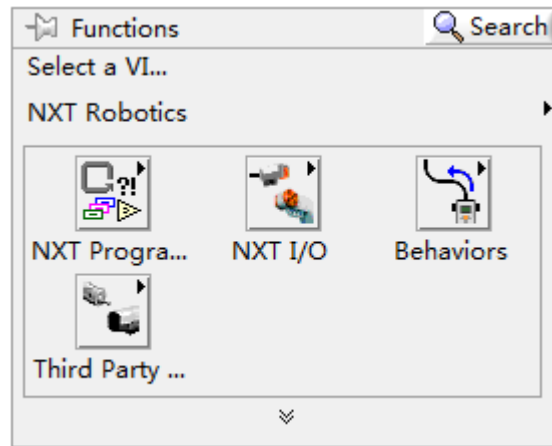 Functions Search
Select a VI...
NXT Robotics
?!
NXT Progra... NXT I/O Behaviors
Third Party ...